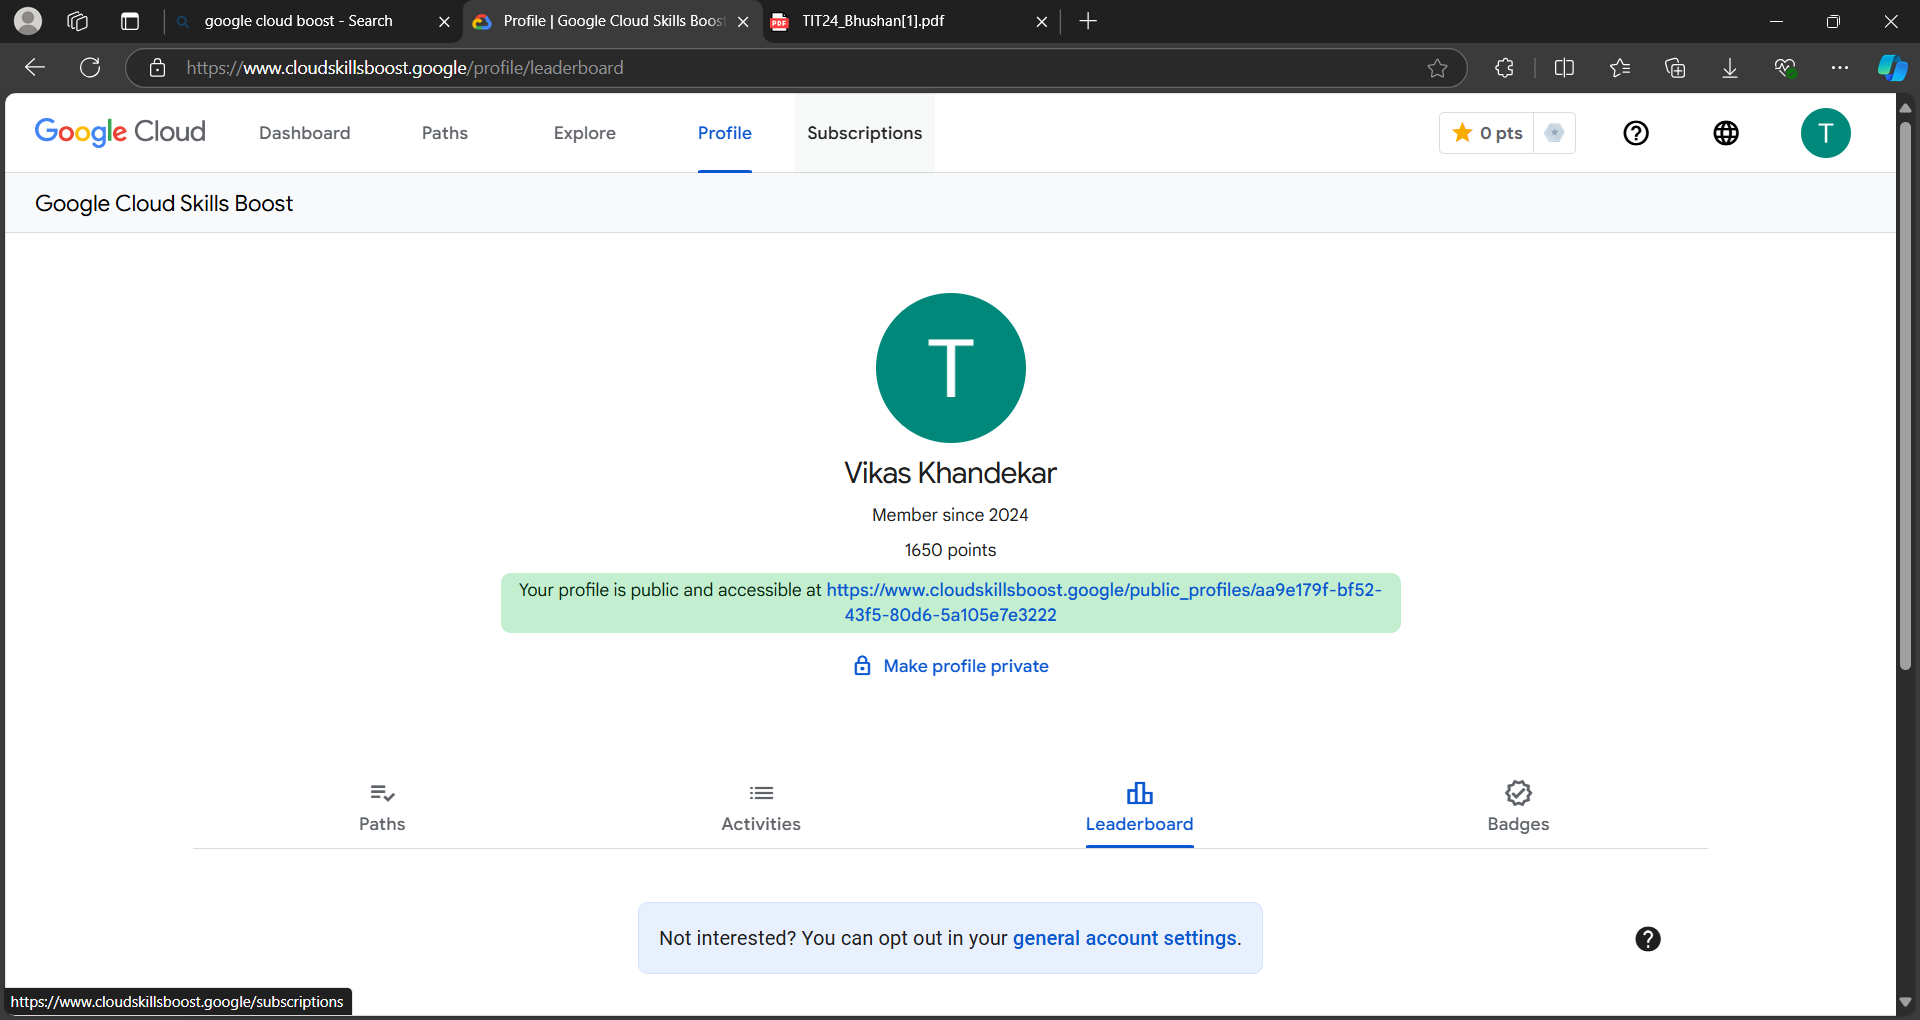 google cloud boost - Search
Profile | Google Cloud Skills Boost
TIT24_Bhushan[1].pdf
https://www.cloudskillsboost.google/profile/leaderboard
Google Cloud
Dashboard
Paths
Explore
Profile
Subscriptions
0 pts
T
Google Cloud Skills Boost
T
Vikas Khandekar
Member since 2024
1650 points
Your profile is public and accessible at https://www.cloudskillsboost.google/public_profiles/aa9e179f-bf52-
43f5-80d6-5a105e7e3222
Make profile private
Paths
Activities
Leaderboard
Badges
Not interested? You can opt out in your general account settings.
https://www.cloudskillsboost.google/subscriptions